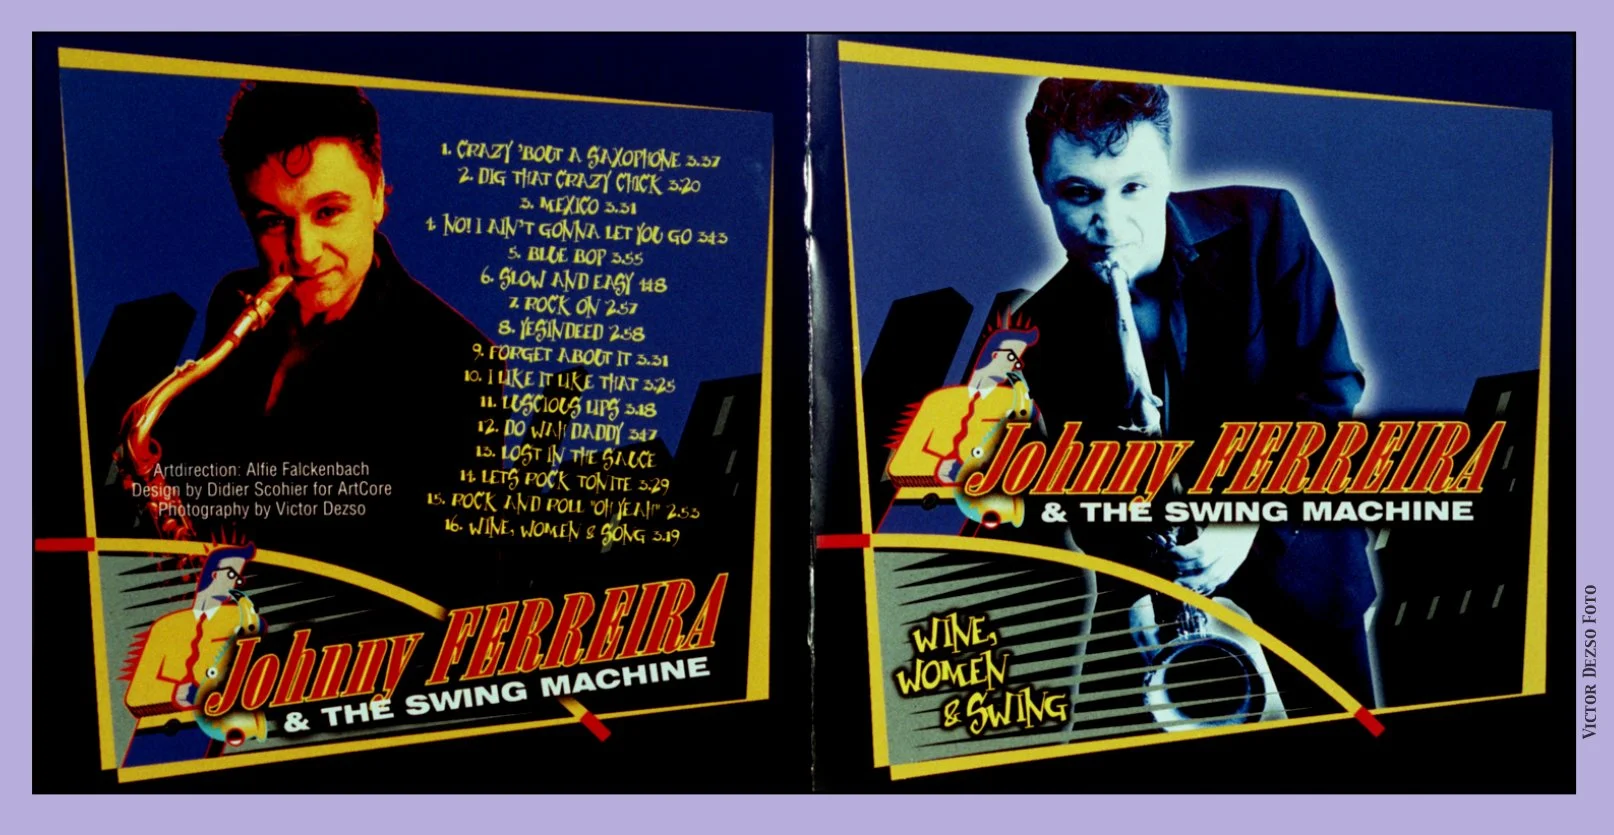 1. CRAZY 'BOUT A SAXOPHONE 3.37
2. DIG THAT CRAZY CHICK 3:20
3. MEXICO 3.31
4. NO! I AIN'T GONNA LET YOU GO 3:43
5. BLUE BOP 3.55
6. SLOW AND EASY 4:18
7. ROCK ON 2:57
8. YESINDEED 2.58
9. FORGET ABOUT IT 3.31
10. I LIKE IT LIKE THAT 3:25
11. LUSCIOUS LIPS 3.18
12. DO WAH DADDY 3:47
13. LOST IN THE SAUCE
14. LETS ROCK TONITE 3:29
15. ROCK AND ROLL "OH YEAH" 2.53
16. WINE, WOMEN & SONG 3.19
Artdirection: Alfie Falckenbach
Design by Didier Scohier for ArtCore
Photography by Victor Dezso
Johnny FERREIRA
& THE SWING MACHINE
Johnny FERREIRA
& THE SWING MACHINE
WINE,
WOMEN
& SWING
VICTOR DEZSO FOTO